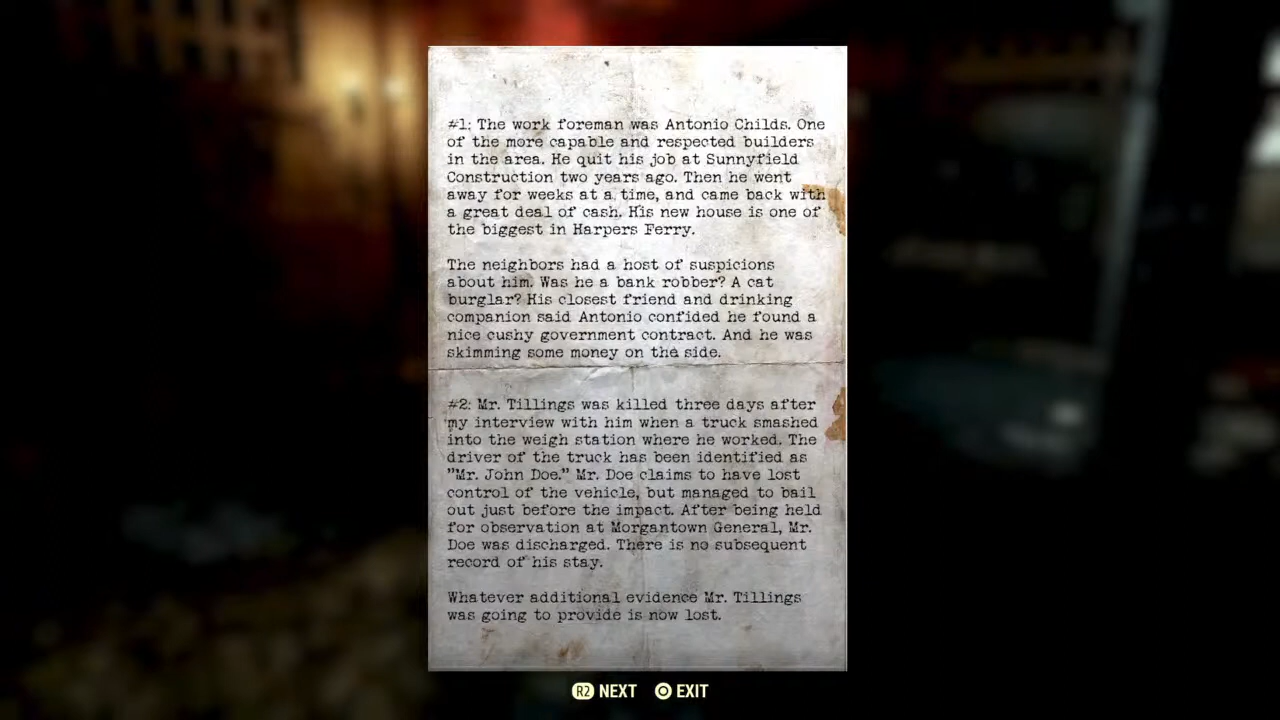 #1: The work foreman was Antonio Childs. One
of the more capable and respected builders
in the area. He quit his job at Sunnyfield
Construction two years ago. Then he went
away for weeks at a time, and came back with
a great deal of cash. His new house is one of
the biggest in Harpers Ferry.
The neighbors had a host of suspicions
about him. Was he a bank robber? A cat
burglar? His closest friend and drinking
companion said Antonio confided he found a
nice cushy government contract. And he was
skimming some money on the side.
#2: Mr. Tillings was killed three days after
my interview with him when a truck smashed
into the weigh station where he worked. The
driver of the truck has been identified as
"Mr. John Doe." Mr. Doe claims to have lost
control of the vehicle, but managed to bail
out just before the impact. After being held
for observation at Morgantown General, Mr.
Doe was discharged. There is no subsequent
record of his stay.
Whatever additional evidence Mr. Tillings
was going to provide is now lost.
R2 NEXT EXIT